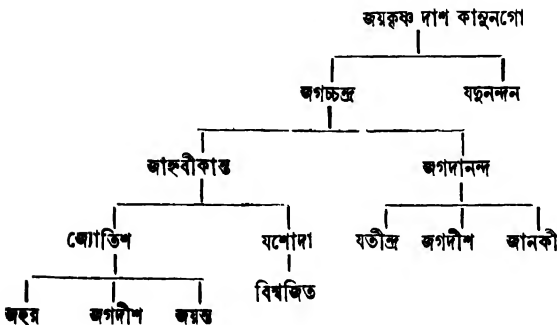 জয়কৃষ্ণ দাশ কানুনগো
জগচ্চন্দ্র যদুনন্দন
জাহ্নবীকান্ত জগদানন্দ
জ্যোতিশ যশোদা যতীন্দ্র জগদীশ জানকী
বিশ্বজিত
জহর জগদীশ জয়ন্ত